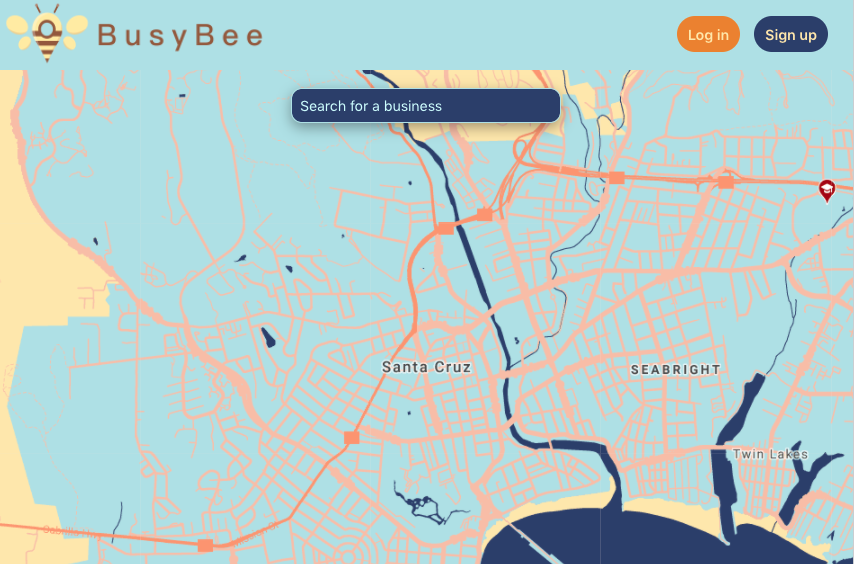 BusyBee
Log in
Sign up
Search for a business
Santa Cruz
SEABRIGHT
Twin Lakes